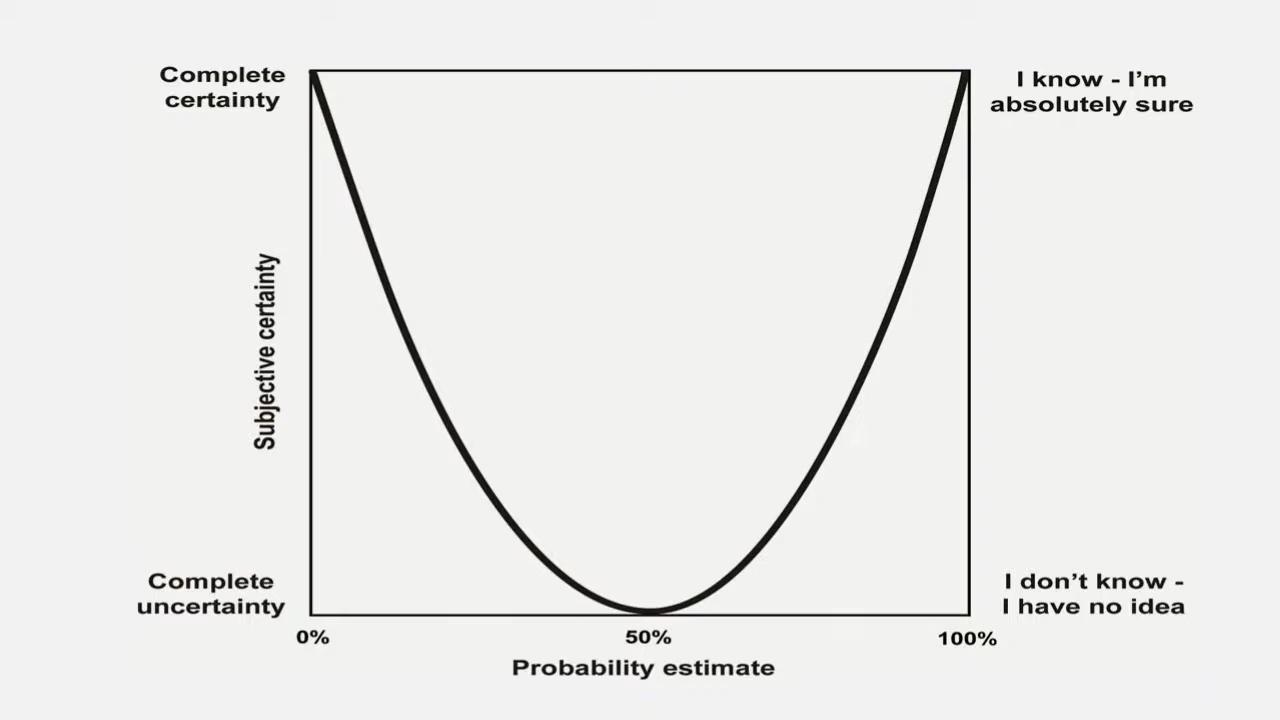 Complete
certainty
I know - I’m
absolutely sure
Subjective certainty
Complete
uncertainty
I don’t know -
I have no idea
0%
50%
100%
Probability estimate